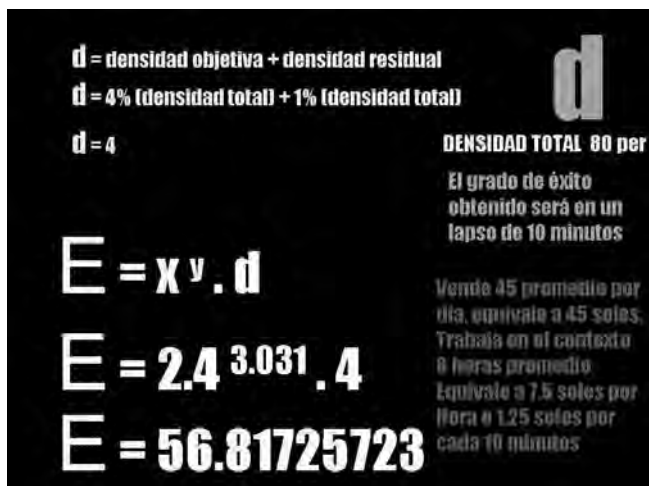 d = densidad objetiva + densidad residual
d = 4% (densidad total) + 1% (densidad total)
d = 4
d
DENSIDAD TOTAL 80 per
El grado de éxito
obtenido será en un
lapso de 10 minutos
E = x y . d
E = 2.4 3.031 . 4
E = 56.81725723
Vende 45 promedio por
día, equivale a 45 soles.
Trabaja en el contexto
6 horas promedio
Equivale a 7.5 soles por
Hora o 1.25 soles por
cada 10 minutos